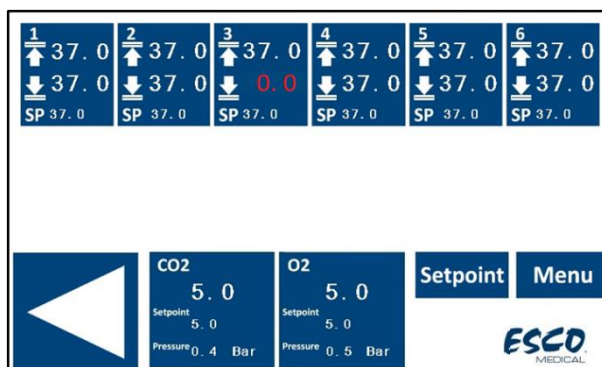 1 37.0
37.0
SP 37.0
2 37.0
37.0
SP 37.0
3 37.0
0.0
SP 37.0
4 37.0
37.0
SP 37.0
5 37.0
37.0
SP 37.0
6 37.0
37.0
SP 37.0
CO2
5.0
Setpoint
5.0
Pressure 0.4 Bar
O2
5.0
Setpoint
5.0
Pressure 0.5 Bar
Setpoint
Menu
ESCO
MEDICAL